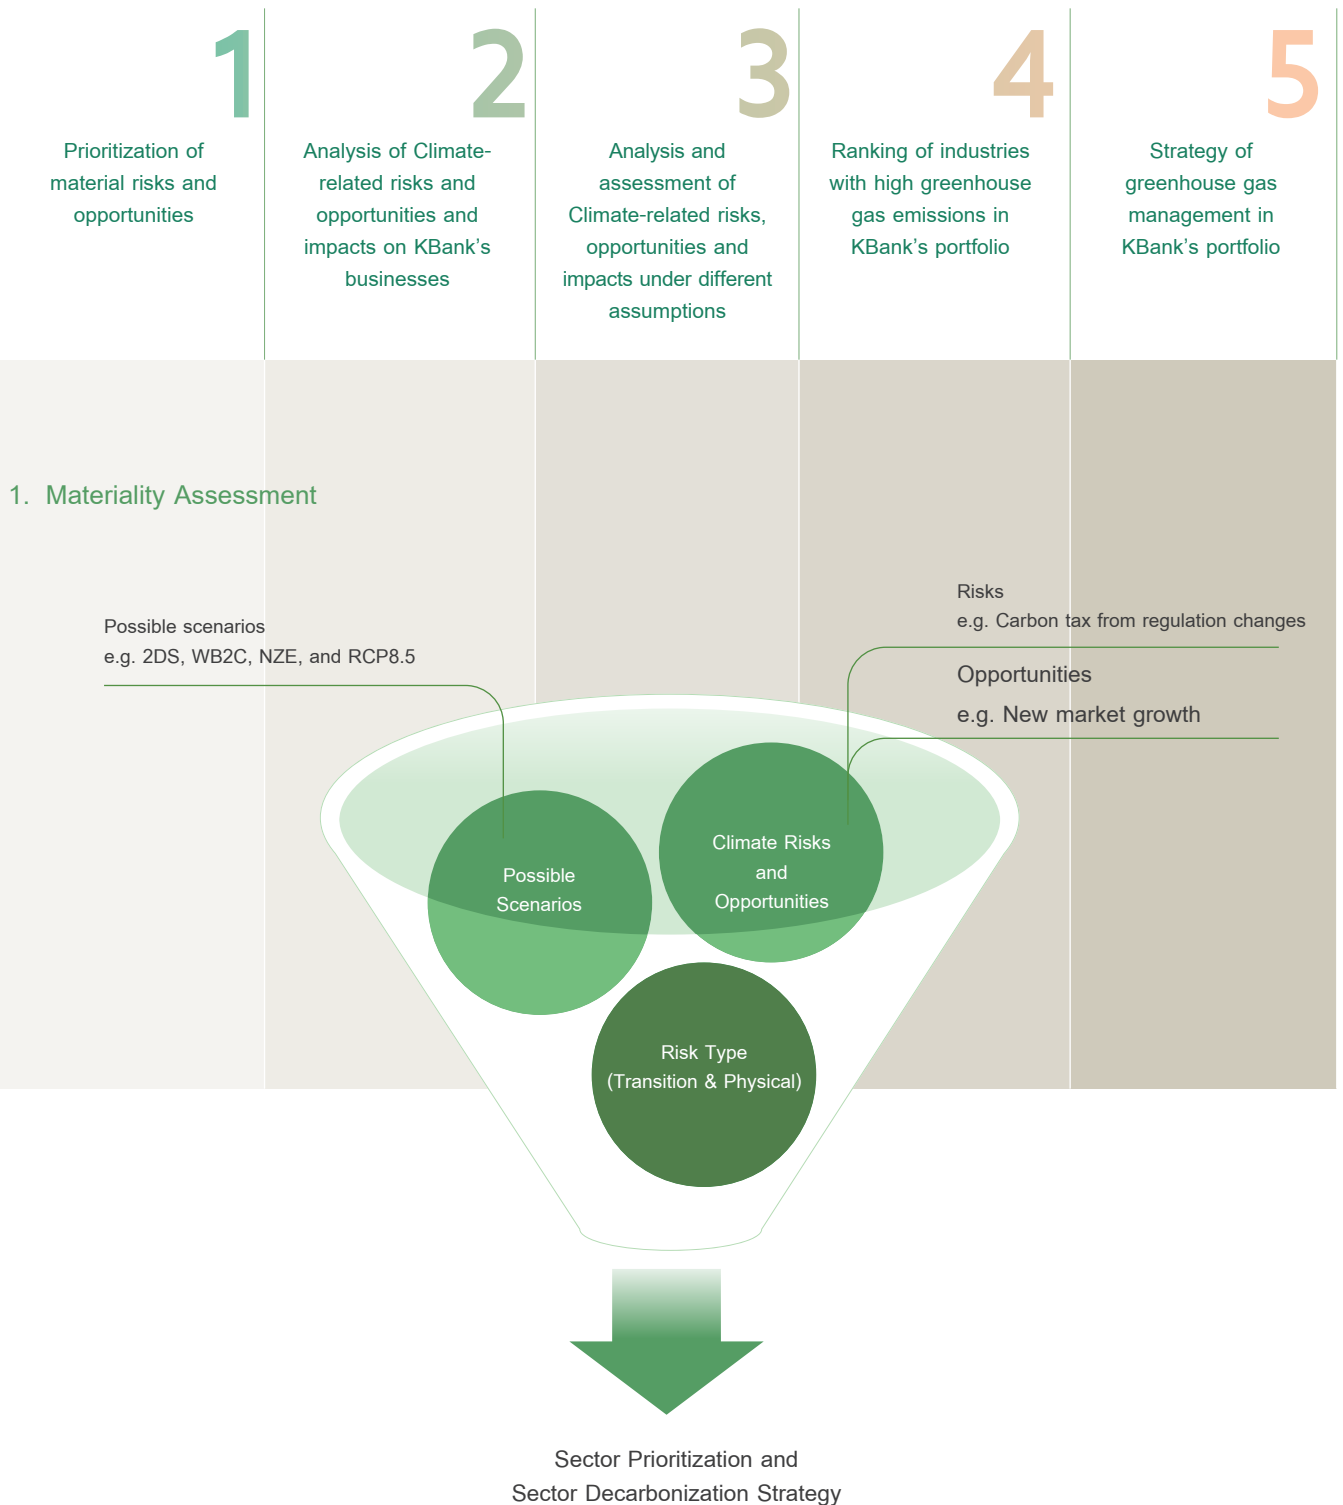 1
Prioritization of
material risks and
opportunities
2
Analysis of Climate-
related risks and
opportunities and
impacts on KBank’s
businesses
3
Analysis and
assessment of
Climate-related risks,
opportunities and
impacts under different
assumptions
4
Ranking of industries
with high greenhouse
gas emissions in
KBank’s portfolio
5
Strategy of
greenhouse gas
management in
KBank’s portfolio
1. Materiality Assessment
Possible scenarios
e.g. 2DS, WB2C, NZE, and RCP8.5
Risks
e.g. Carbon tax from regulation changes
Opportunities
e.g. New market growth
Possible
Scenarios
Climate Risks
and
Opportunities
Risk Type
(Transition & Physical)
Sector Prioritization and
Sector Decarbonization Strategy